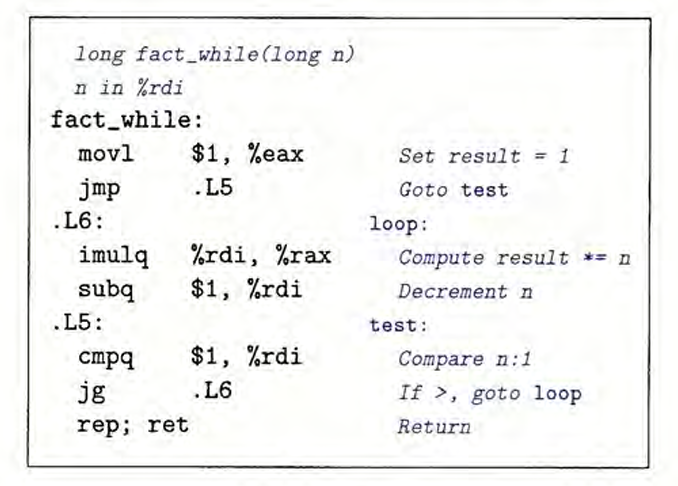 long fact_while(long n)
n in %rdi
fact_while:
movl $1, %eax Set result = 1
jmp .L5 Goto test
.L6: loop:
imulq %rdi, %rax Compute result *= n
subq $1, %rdi Decrement n
.L5: test:
cmpq $1, %rdi Compare n:1
jg .L6 If >, goto loop
rep; ret Return